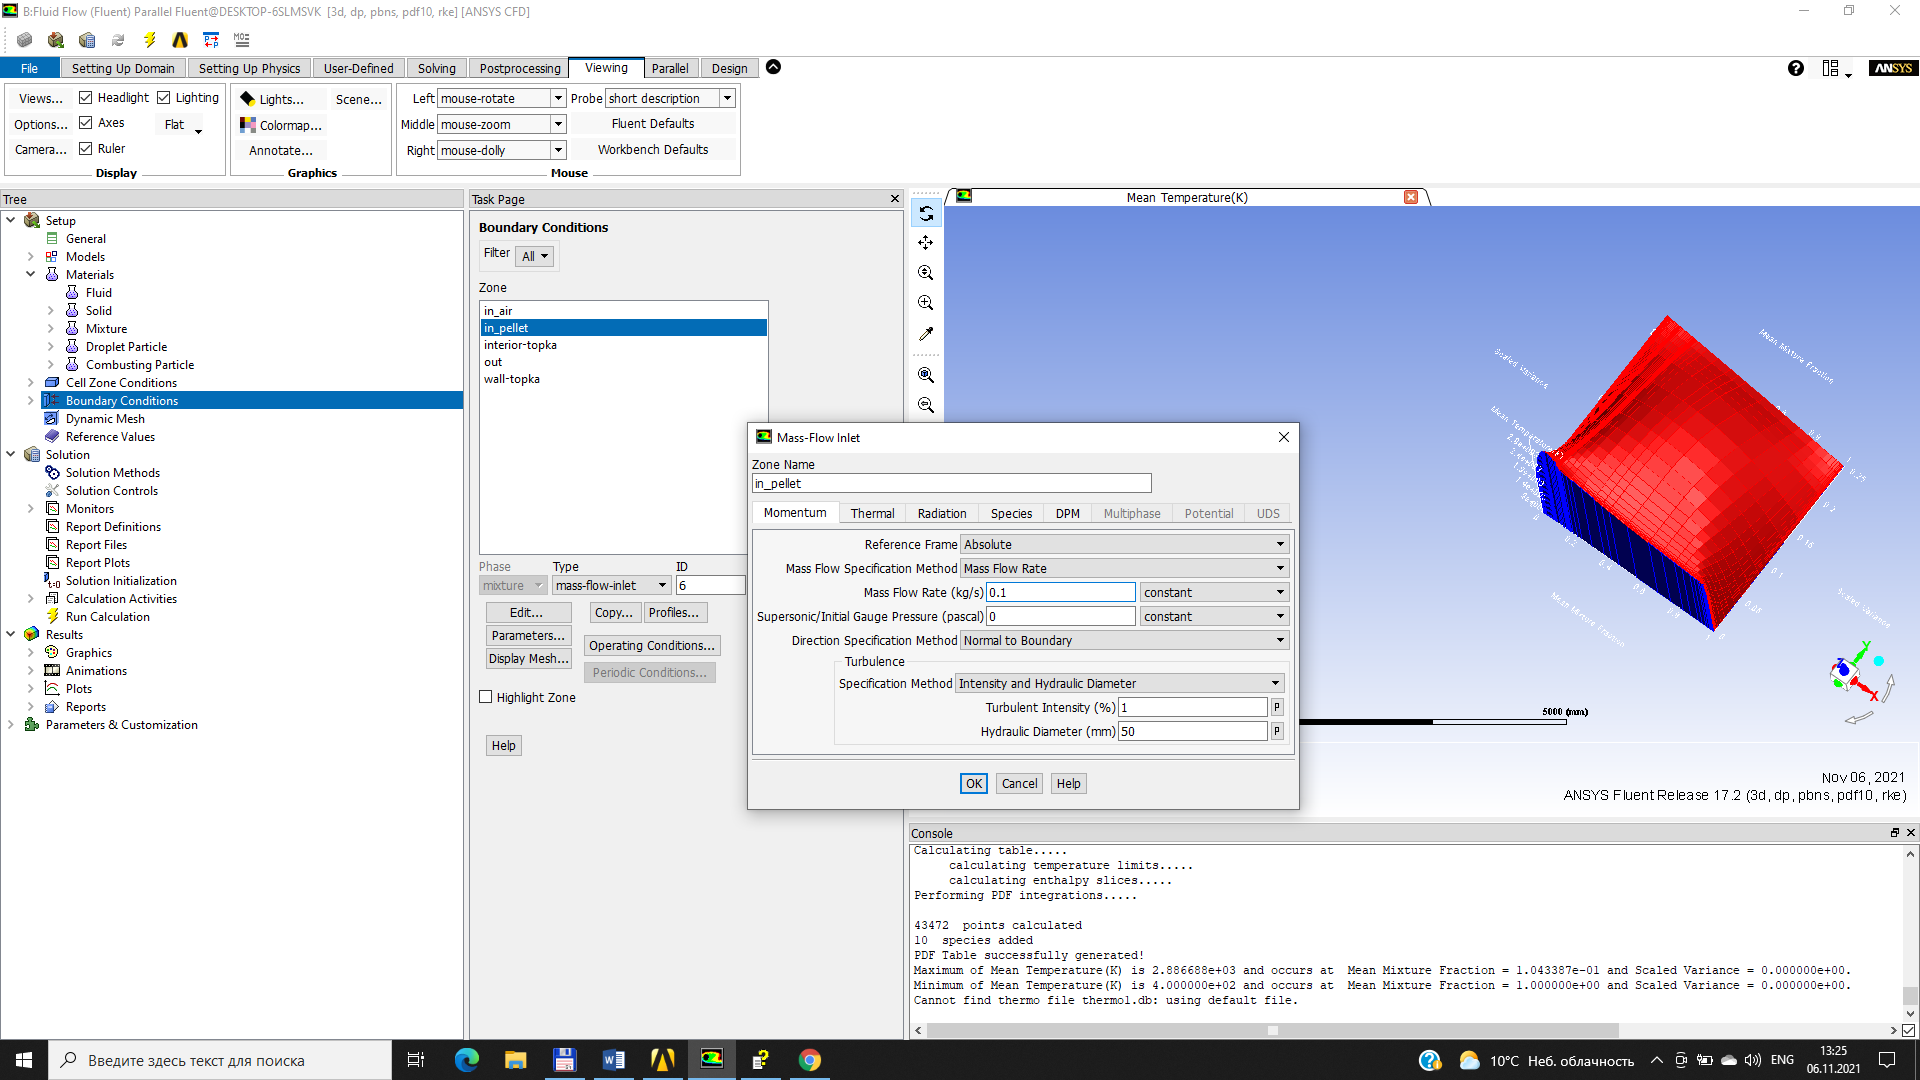 B:Fluid Flow (Fluent) Parallel Fluent@DESKTOP-6SLMSVK [3d, dp, pbns, pdf10, rke] [ANSYS CFD]
File Setting Up Domain Setting Up Physics User-Defined Solving Postprocessing Viewing Parallel Design ANSYS
Views... Headlight Lighting Lights... Scene... Left mouse-rotate Probe short description
Options... Axes Flat Colormap... Middle mouse-zoom Fluent Defaults
Camera... Ruler Annotate... Right mouse-dolly Workbench Defaults
Display Graphics Mouse
Tree
Setup
General
Models
Materials
Fluid
Solid
Mixture
Droplet Particle
Combusting Particle
Cell Zone Conditions
Boundary Conditions
Dynamic Mesh
Reference Values
Solution
Solution Methods
Solution Controls
Monitors
Report Definitions
Report Files
Report Plots
Solution Initialization
Calculation Activities
Run Calculation
Results
Graphics
Animations
Plots
Reports
Parameters & Customization
Task Page
Boundary Conditions
Filter All
Zone
in_air
in_pellet
interior-topka
out
wall-topka
Phase Type ID
mixture mass-flow-inlet 6
Edit... Copy... Profiles...
Parameters... Operating Conditions...
Display Mesh... Periodic Conditions...
Highlight Zone
Help
Mean Temperature(K)
Scaled Variance
Mean Mixture Fraction
Mean Mixture Fraction
Scaled Variance
Z Y X
5000 (mm)
Nov 06, 2021
ANSYS Fluent Release 17.2 (3d, dp, pbns, pdf10, rke)
Mass-Flow Inlet
Zone Name
in_pellet
Momentum Thermal Radiation Species DPM Multiphase Potential UDS
Reference Frame Absolute
Mass Flow Specification Method Mass Flow Rate
Mass Flow Rate (kg/s) 0.1 constant
Supersonic/Initial Gauge Pressure (pascal) 0 constant
Direction Specification Method Normal to Boundary
Turbulence
Specification Method Intensity and Hydraulic Diameter
Turbulent Intensity (%) 1 P
Hydraulic Diameter (mm) 50 P
OK Cancel Help
Console
Calculating table.....
calculating temperature limits.....
calculating enthalpy slices.....
Performing PDF integrations.....
43472 points calculated
10 species added
PDF Table successfully generated!
Maximum of Mean Temperature(K) is 2.886688e+03 and occurs at Mean Mixture Fraction = 1.043387e-01 and Scaled Variance = 0.000000e+00.
Minimum of Mean Temperature(K) is 4.000000e+02 and occurs at Mean Mixture Fraction = 1.000000e+00 and Scaled Variance = 0.000000e+00.
Cannot find thermo file thermol.db: using default file.
Введите здесь текст для поиска
10°C Неб. облачность
ENG
13:25
06.11.2021